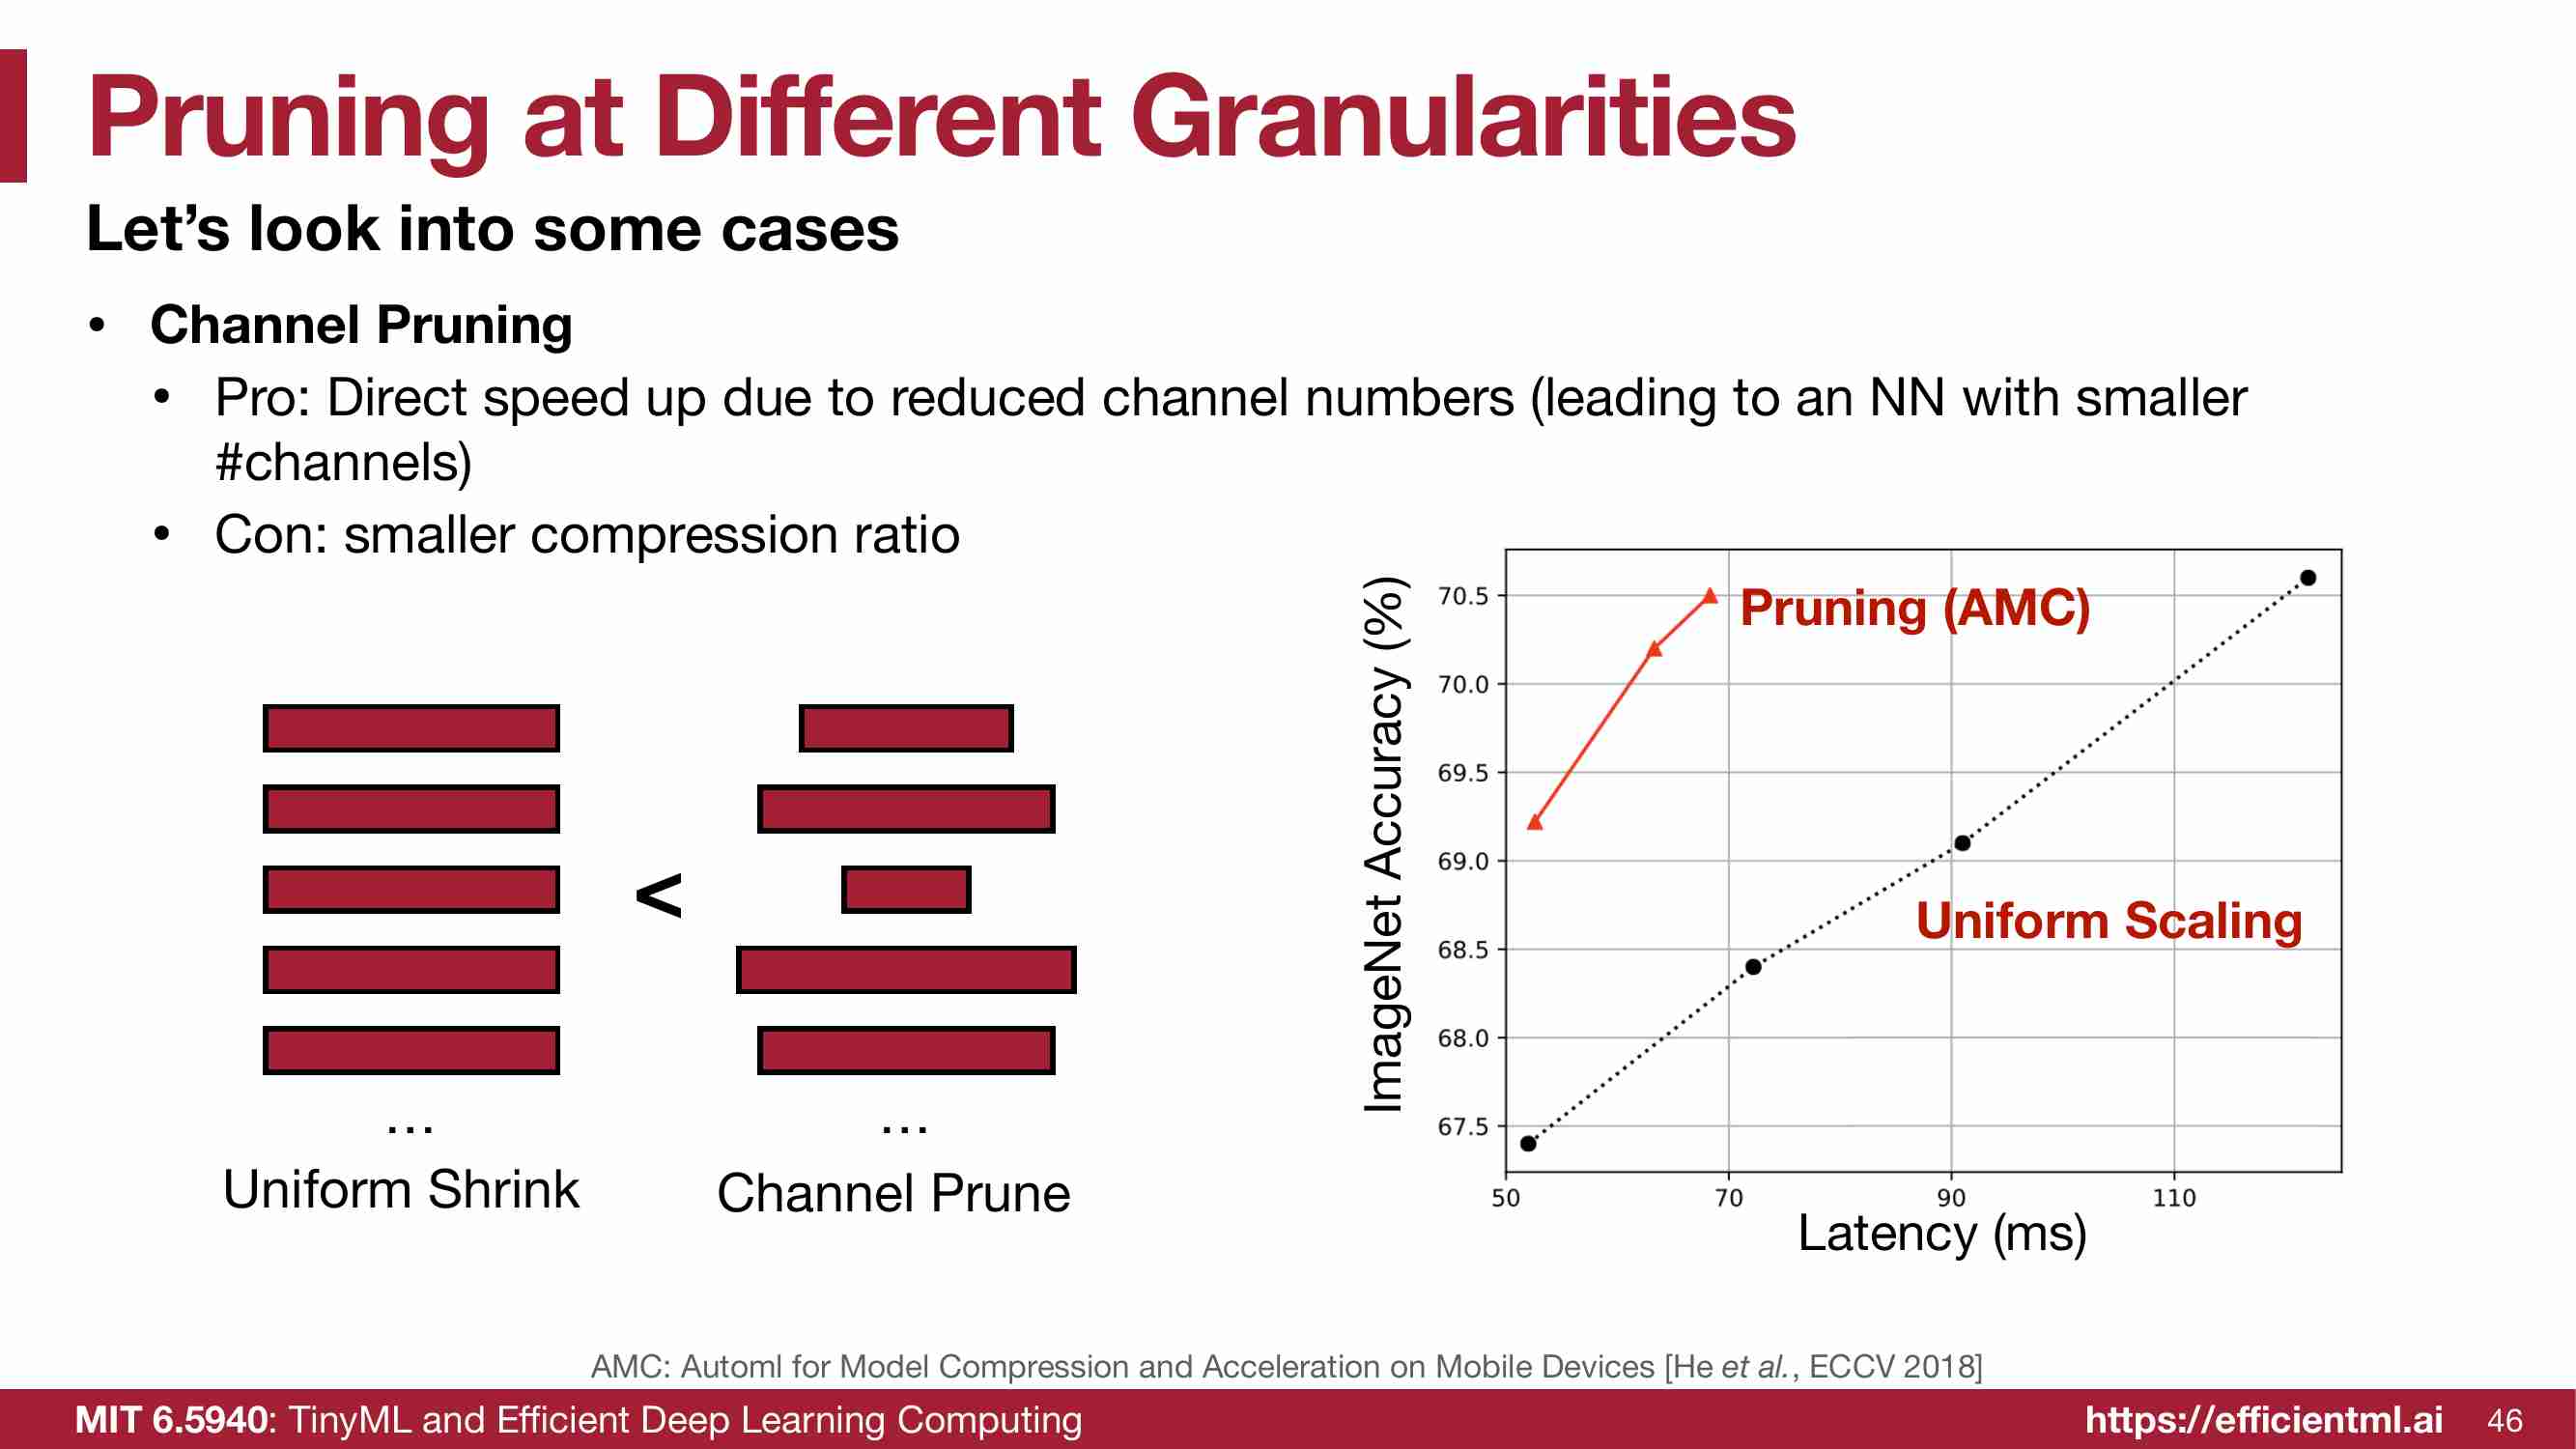 Pruning at Different Granularities
Let’s look into some cases
• Channel Pruning
• Pro: Direct speed up due to reduced channel numbers (leading to an NN with smaller
#channels)
• Con: smaller compression ratio
<
...
...
Uniform Shrink
Channel Prune
ImageNet Accuracy (%)
70.5
70.0
69.5
69.0
68.5
68.0
67.5
Pruning (AMC)
Uniform Scaling
50 70 90 110
Latency (ms)
AMC: Automl for Model Compression and Acceleration on Mobile Devices [He et al., ECCV 2018]
MIT 6.5940: TinyML and Efficient Deep Learning Computing
https://efficientml.ai 46